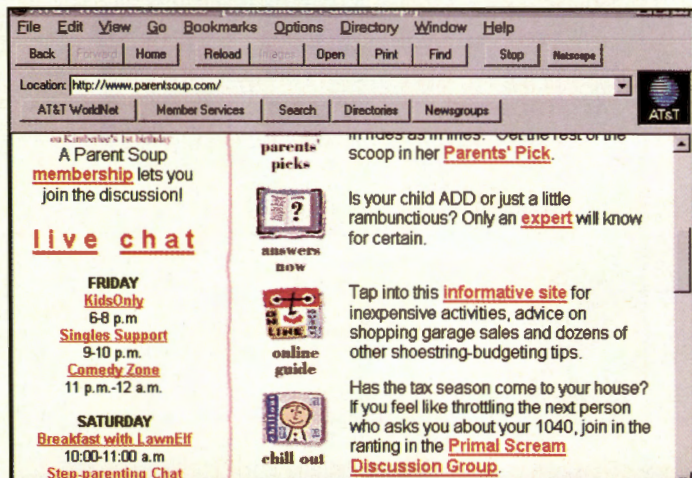 File Edit View Go Bookmarks Options Directory Window Help
Back Forward Home Reload Images Open Print Find Stop Netscape
Location: http://www.parentsoup.com/
AT&T WorldNet Member Services Search Directories Newsgroups
AT&T
on Kimberlee's 1st birthday
A Parent Soup
membership lets you
join the discussion!
live chat
FRIDAY
KidsOnly
6-8 p.m
Singles Support
9-10 p.m.
Comedy Zone
11 p.m.-12 a.m.
SATURDAY
Breakfast with LawnElf
10:00-11:00 a.m
Step-parenting Chat
parents'
picks
scoop in her Parents' Pick.
?
answers
now
Is your child ADD or just a little
rambunctious? Only an expert will know
for certain.
ON
LINK
online
guide
Tap into this informative site for
inexpensive activities, advice on
shopping garage sales and dozens of
other shoestring-budgeting tips.
chillout
chill out
Has the tax season come to your house?
If you feel like throttling the next person
who asks you about your 1040, join in the
ranting in the Primal Scream
Discussion Group.